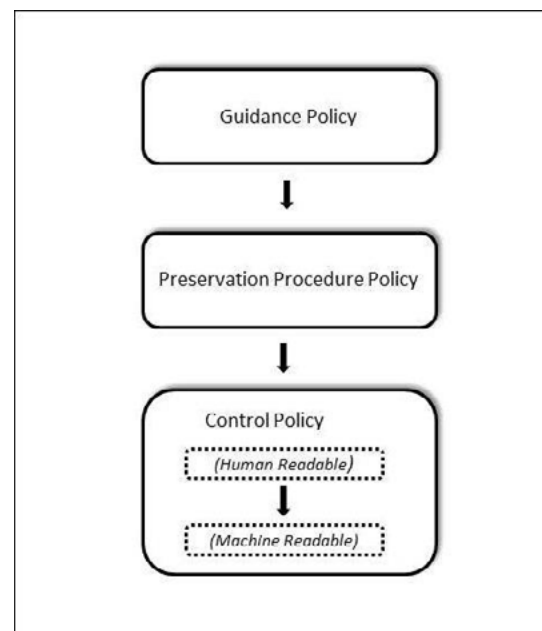 Guidance Policy
Preservation Procedure Policy
Control Policy
(Human Readable)
(Machine Readable)